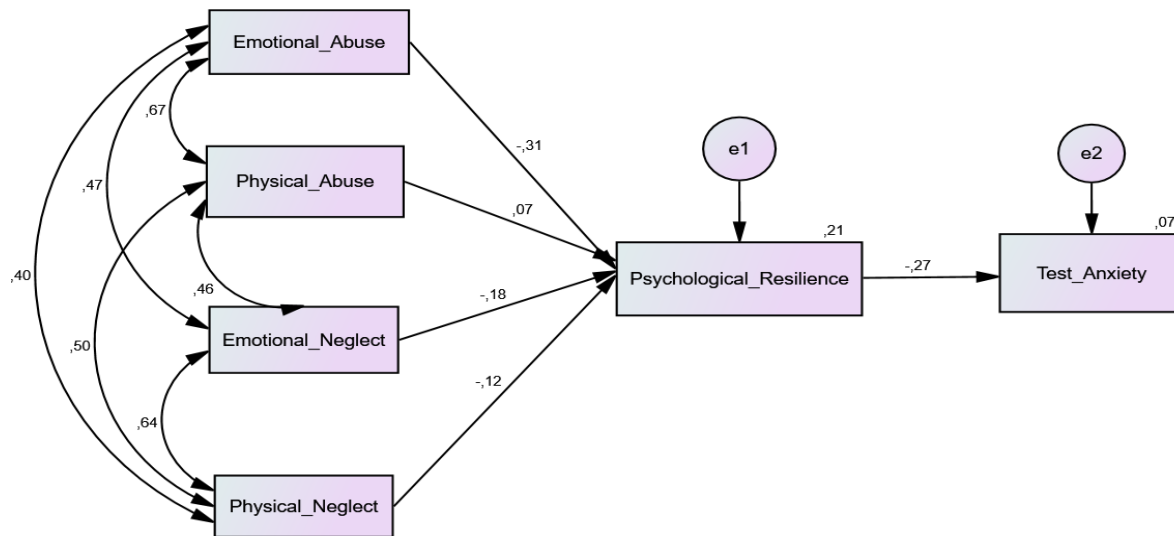 Emotional_Abuse
,67
-,31
e1
e2
Physical_Abuse
,47
,07
,40
,46
,21
,07
Psychological_Resilience
-,27
Test_Anxiety
-,18
Emotional_Neglect
,50
-,12
,64
Physical_Neglect